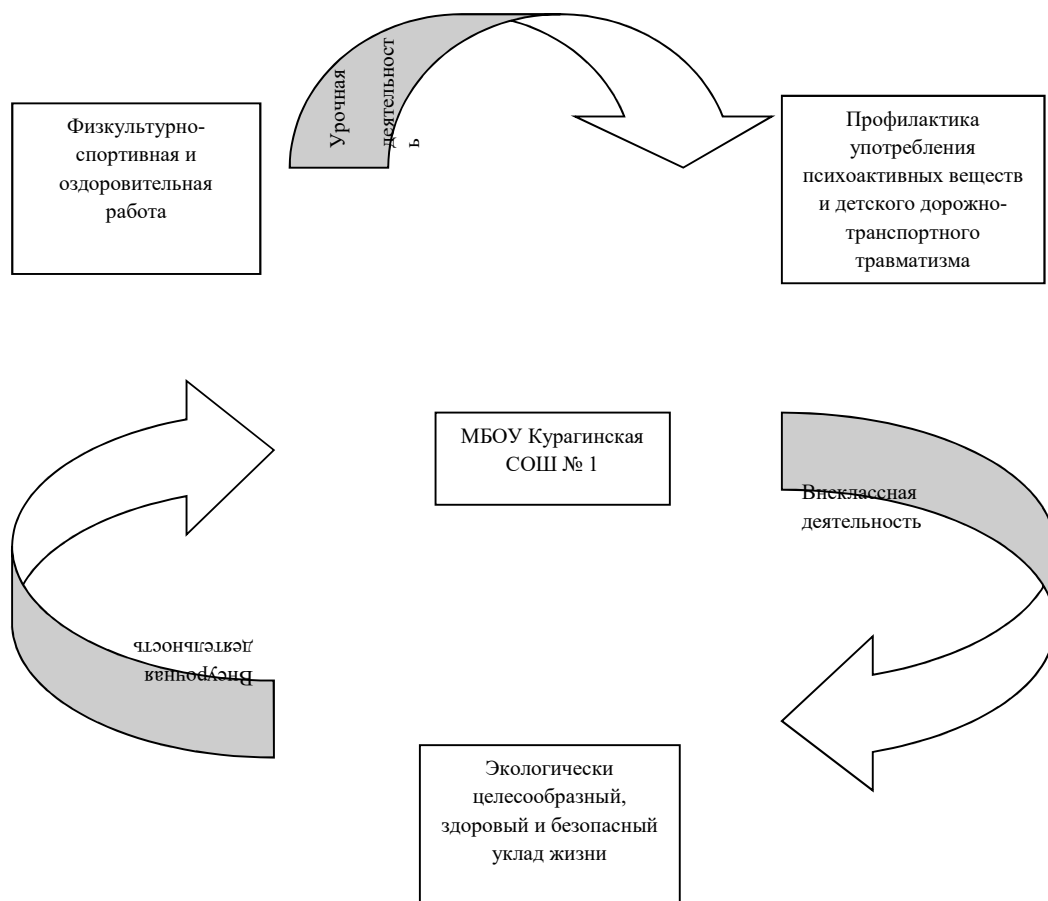 Урочная
деятельност
ь
Физкультурно-
спортивная и
оздоровительная
работа
Профилактика
употребления
психоактивных веществ
и детского дорожно-
транспортного
травматизма
МБОУ Курагинская
СОШ № 1
Внеклассная
деятельность
Внеурочная
деятельность
Экологически
целесообразный,
здоровый и безопасный
уклад жизни